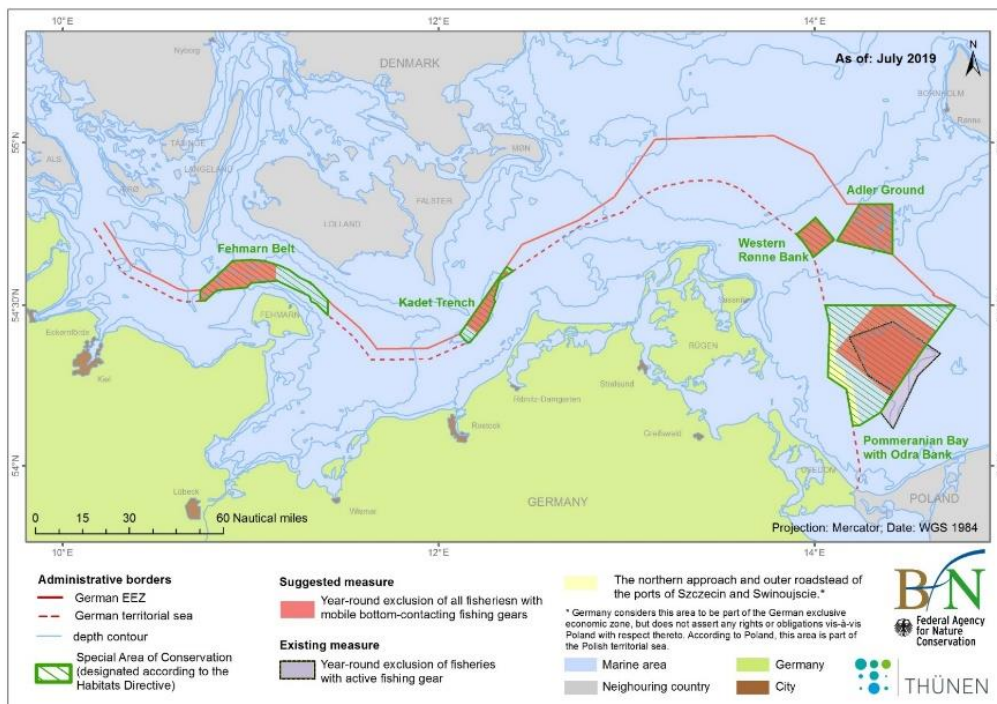 10°E
12°E
14°E
Nyborg
DENMARK
As of: July 2019
N
BORNHOLM
Rønne
55°N
ALS
TÅSINGE
LANGELAND
ÆRØ
MØN
FALSTER
LOLLAND
Adler Ground
Fehmarn Belt
Western
Rønne Bank
Kadet Trench
54°30'N
FEHMARN
Eckernförde
Kiel
RÜGEN
Stralsund
Ribnitz-Damgarten
Rostock
Greifswald
Pommeranian Bay
with Odra Bank
54°N
USEDOM
Lübeck
Wismar
GERMANY
POLAND
0 15 30 60 Nautical miles
Projection: Mercator; Date: WGS 1984
10°E
12°E
14°E
Administrative borders
German EEZ
German territorial sea
depth contour
Special Area of Conservation
(designated according to the
Habitats Directive)
Suggested measure
Year-round exclusion of all fisheriesn with
mobile bottom-contacting fishing gears
Existing measure
Year-round exclusion of fisheries
with active fishing gear
The northern approach and outer roadstead of
the ports of Szczecin and Swinoujscie.*
* Germany considers this area to be part of the German exclusive
economic zone, but does not assert any rights or obligations vis-à-vis
Poland with respect thereto. According to Poland, this area is part of
the Polish territorial sea.
Marine area
Germany
Neighouring country
City
BfN
Federal Agency
for Nature
Conservation
THÜNEN